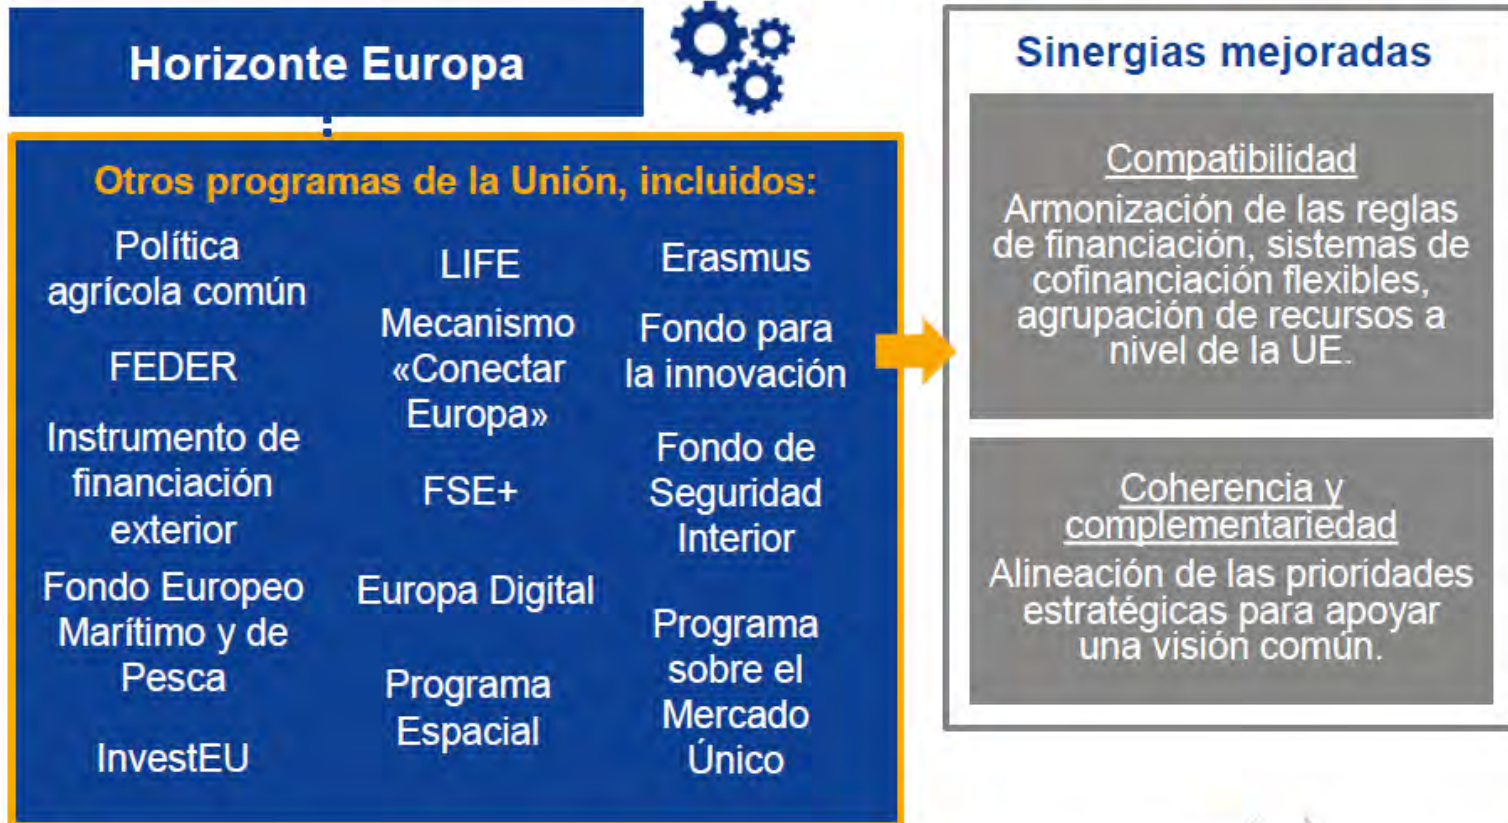 Horizonte Europa
Otros programas de la Unión, incluidos:
Política
agrícola común
FEDER
Instrumento de
financiación
exterior
Fondo Europeo
Marítimo y de
Pesca
InvestEU
LIFE
Mecanismo
«Conectar
Europa»
FSE+
Europa Digital
Programa
Espacial
Erasmus
Fondo para
la innovación
Fondo de
Seguridad
Interior
Programa
sobre el
Mercado
Único
Sinergias mejoradas
Compatibilidad
Armonización de las reglas
de financiación, sistemas de
cofinanciación flexibles,
agrupación de recursos a
nivel de la UE.
Coherencia y
complementariedad
Alineación de las prioridades
estratégicas para apoyar
una visión común.